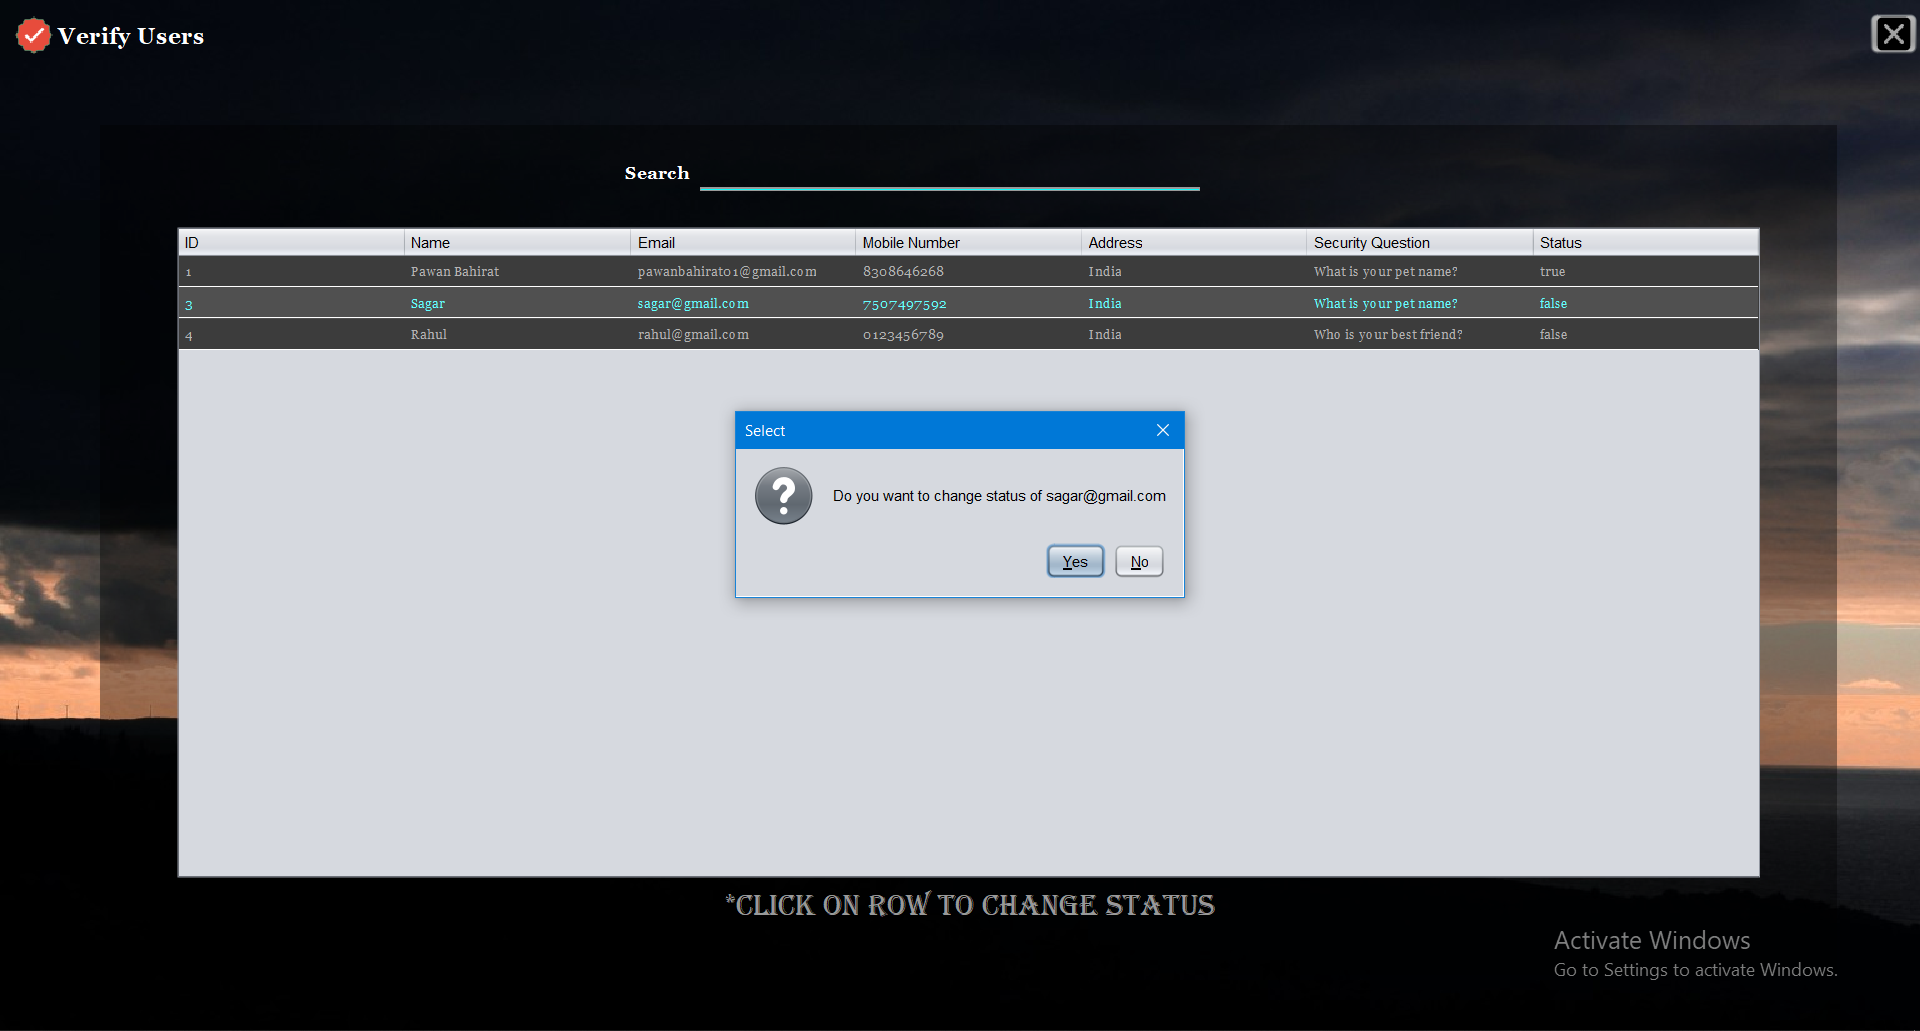 Verify Users
Search
ID Name Email Mobile Number Address Security Question Status
1 Pawan Bahirat pawanbahirat01@gmail.com 8308646268 India What is your pet name? true
3 Sagar sagar@gmail.com 7507497592 India What is your pet name? false
4 Rahul rahul@gmail.com 0123456789 India Who is your best friend? false
Select
Do you want to change status of sagar@gmail.com
Yes No
*CLICK ON ROW TO CHANGE STATUS
Activate Windows
Go to Settings to activate Windows.